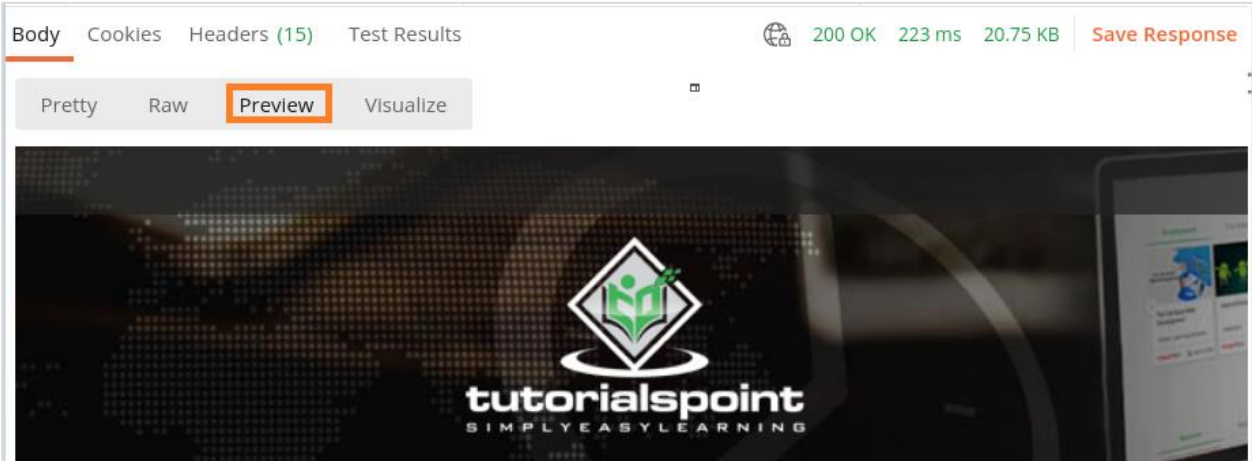 Body Cookies Headers (15) Test Results 200 OK 223 ms 20.75 KB Save Response
Pretty Raw Preview Visualize
tutorialspoint
SIMPLYEASYLEARNING